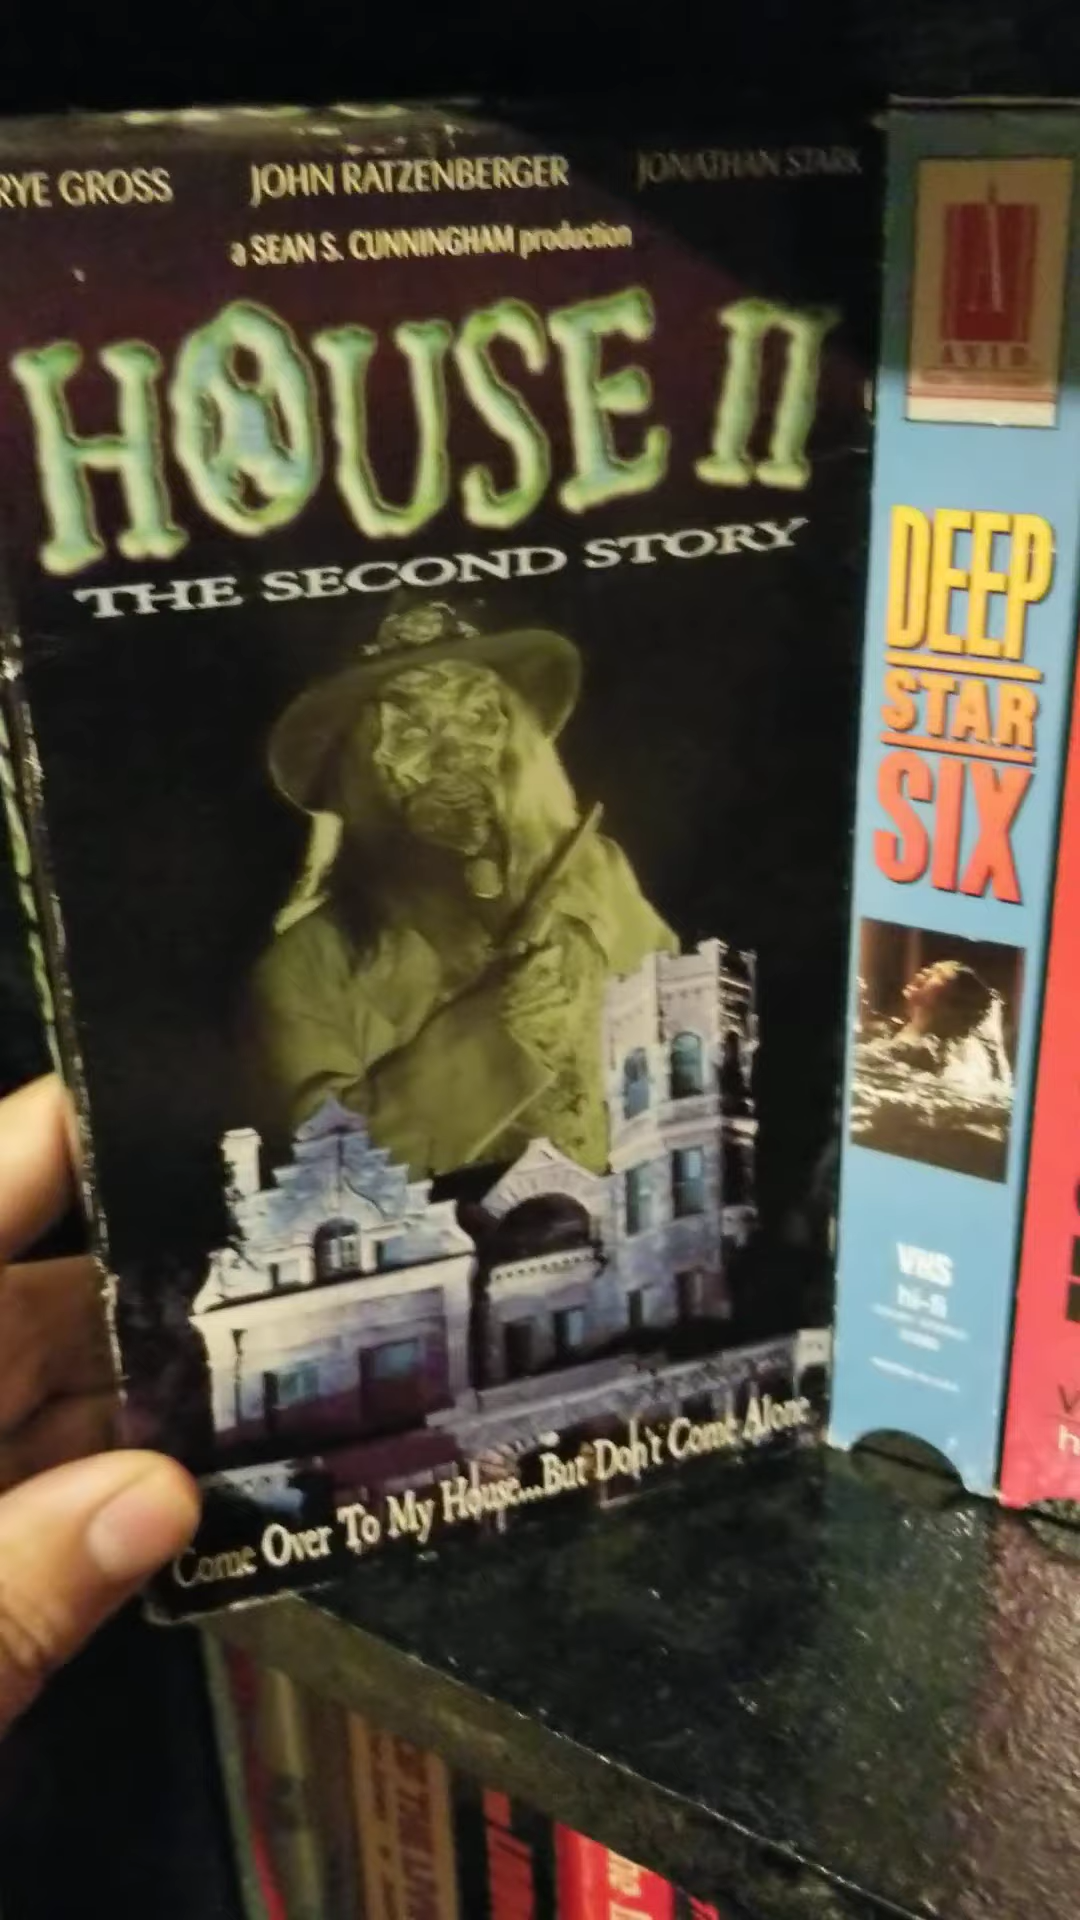 RYE GROSS JOHN RATZENBERGER JONATHAN STARK
a SEAN S. CUNNINGHAM production
HOUSE II
THE SECOND STORY
Come Over To My House...But Don't Come Alone
AVID
DEEP
STAR
SIX
VHS
hi-fi